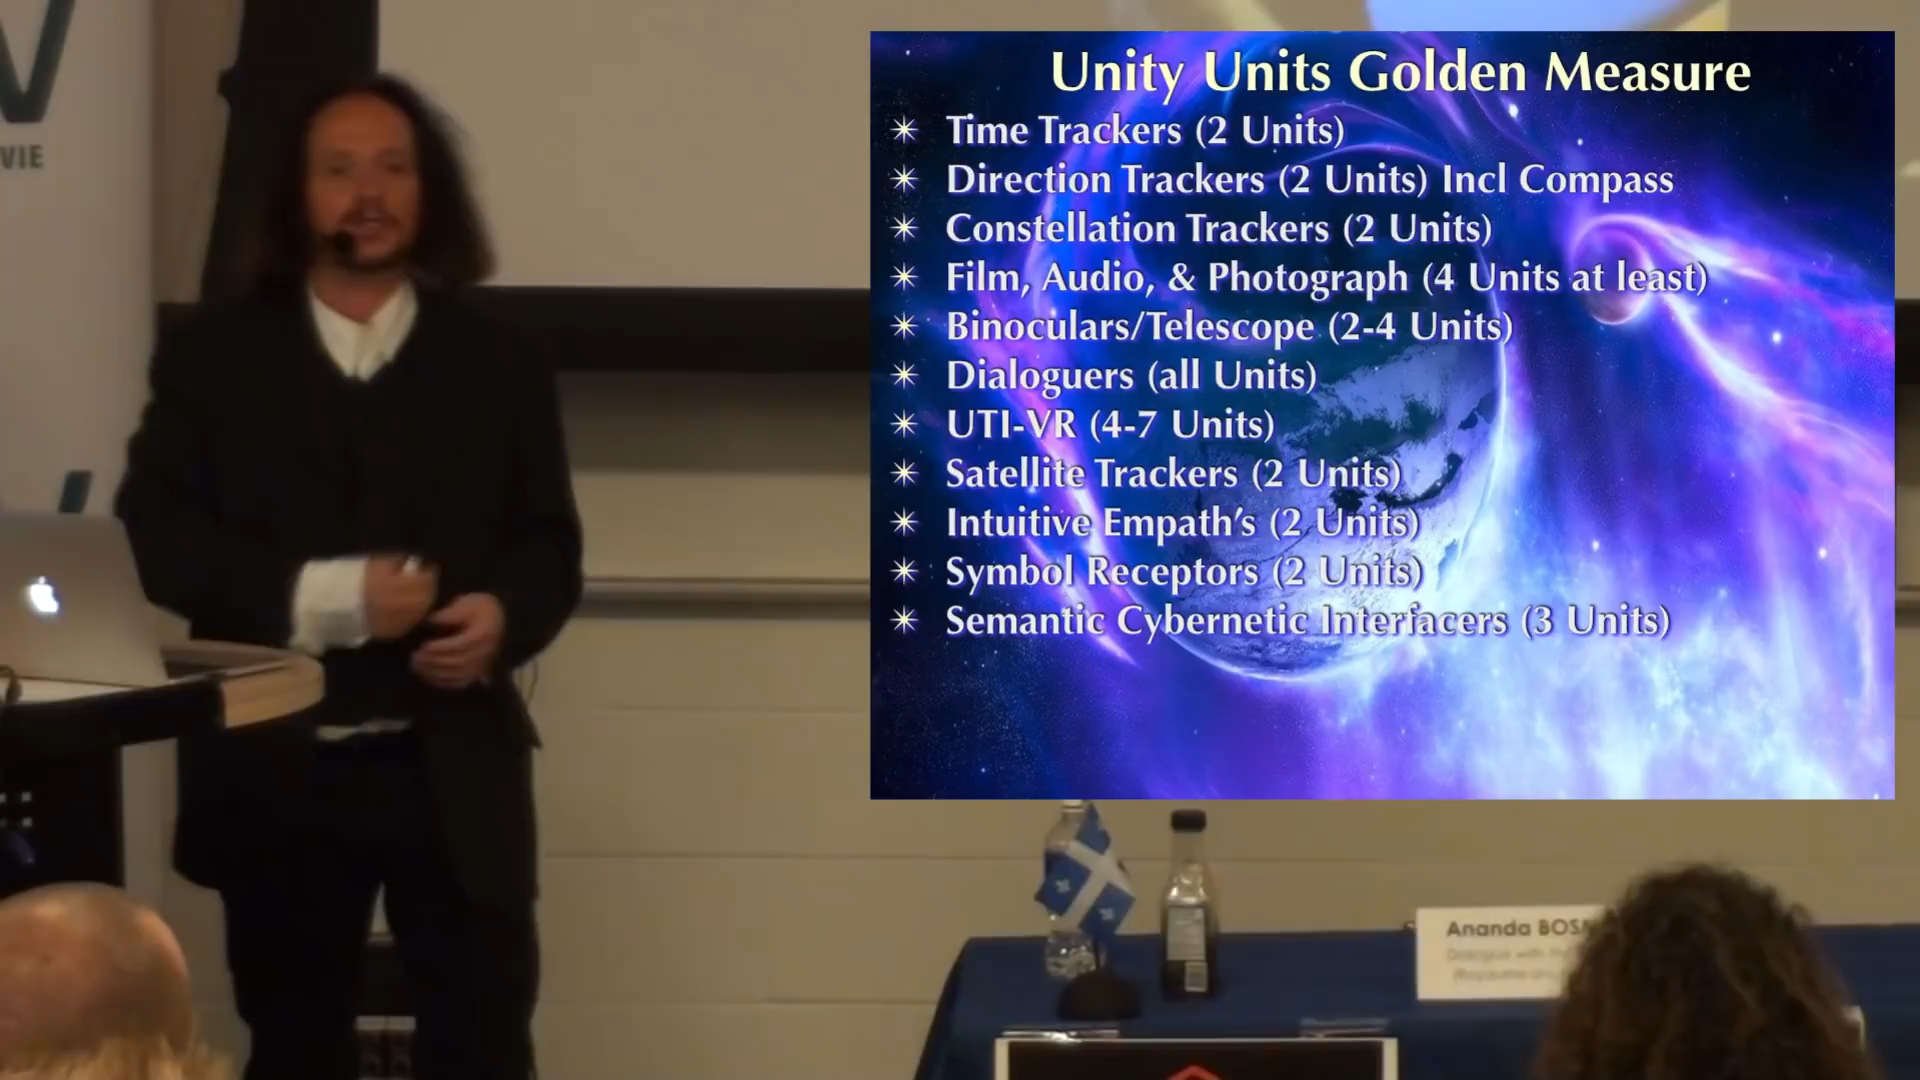 VIE
Unity Units Golden Measure
Time Trackers (2 Units)
Direction Trackers (2 Units) Incl Compass
Constellation Trackers (2 Units)
Film, Audio, & Photograph (4 Units at least)
Binoculars/Telescope (2-4 Units)
Dialoguers (all Units)
UTI-VR (4-7 Units)
Satellite Trackers (2 Units)
Intuitive Empath's (2 Units)
Symbol Receptors (2 Units)
Semantic Cybernetic Interfacers (3 Units)
Ananda
Dialogue with